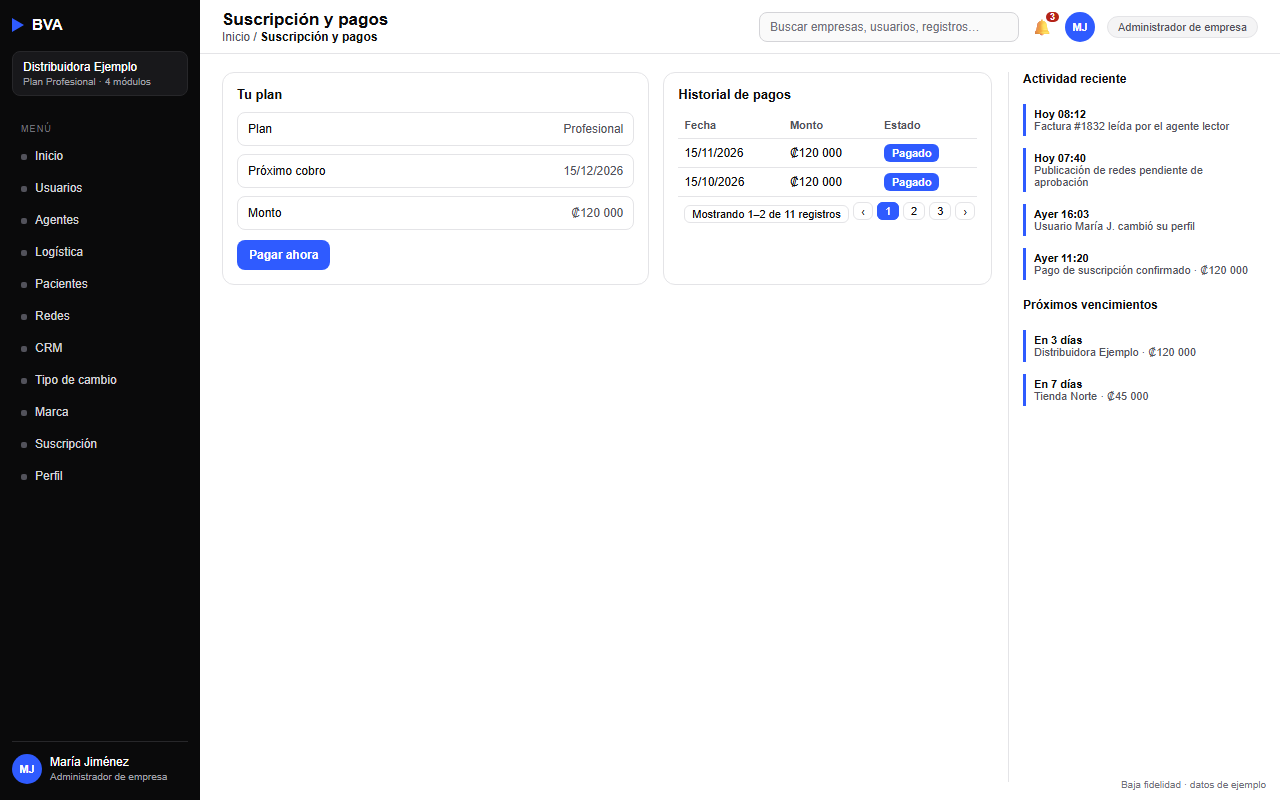 BVA
Distribuidora Ejemplo
Plan Profesional · 4 módulos
MENÚ
Inicio
Usuarios
Agentes
Logística
Pacientes
Redes
CRM
Tipo de cambio
Marca
Suscripción
Perfil
MJ
María Jiménez
Administrador de empresa
Suscripción y pagos
Inicio / Suscripción y pagos
Buscar empresas, usuarios, registros…
3
MJ
Administrador de empresa
Tu plan
Plan Profesional
Próximo cobro 15/12/2026
Monto ₡120 000
Pagar ahora
Historial de pagos
Fecha Monto Estado
15/11/2026 ₡120 000 Pagado
15/10/2026 ₡120 000 Pagado
Mostrando 1–2 de 11 registros ‹ 1 2 3 ›
Actividad reciente
Hoy 08:12
Factura #1832 leída por el agente lector
Hoy 07:40
Publicación de redes pendiente de
aprobación
Ayer 16:03
Usuario María J. cambió su perfil
Ayer 11:20
Pago de suscripción confirmado · ₡120 000
Próximos vencimientos
En 3 días
Distribuidora Ejemplo · ₡120 000
En 7 días
Tienda Norte · ₡45 000
Baja fidelidad · datos de ejemplo